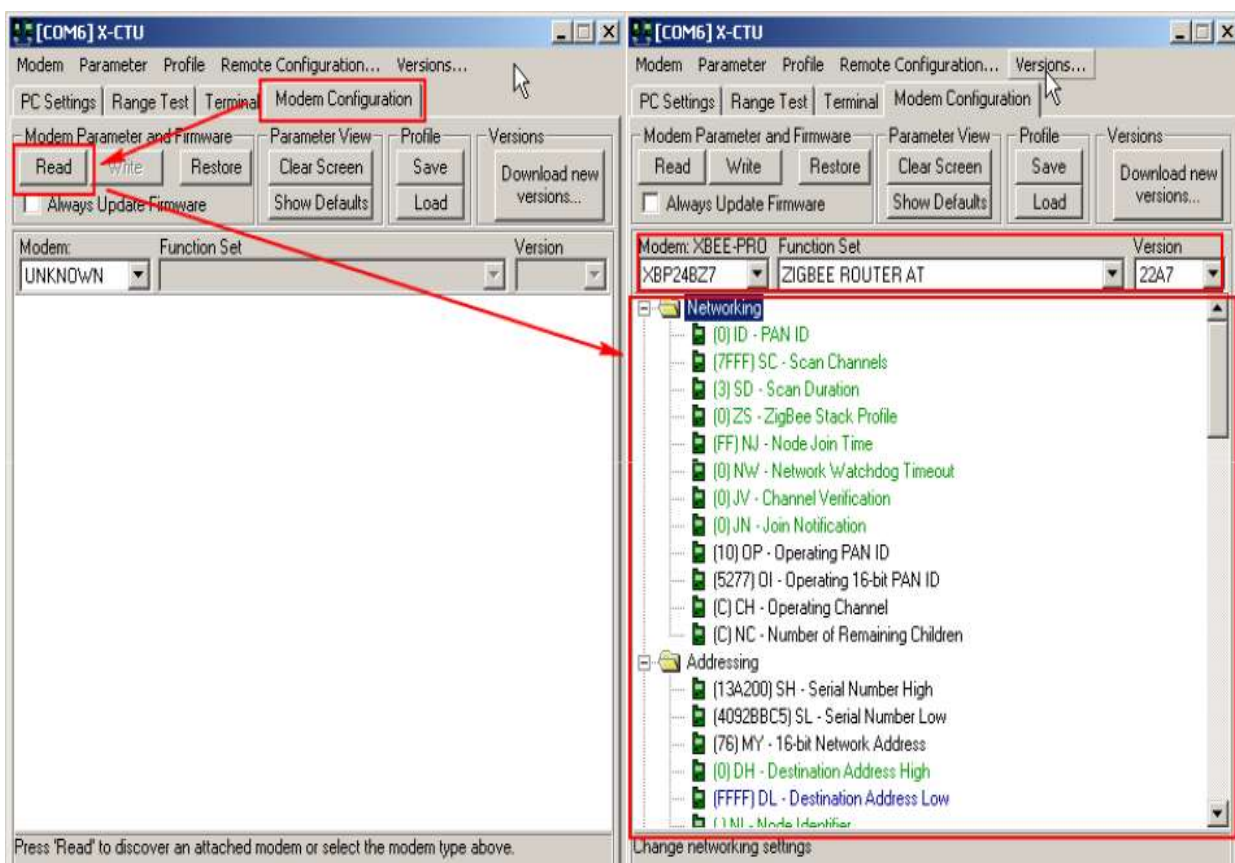 [COM6] X-CTU
Modem Parameter Profile Remote Configuration... Versions...
PC Settings Range Test Terminal Modem Configuration
Modem Parameter and Firmware Parameter View Profile Versions
Read Write Restore Clear Screen Save Download new versions...
Always Update Firmware Show Defaults Load
Modem: Function Set Version
UNKNOWN
Press 'Read' to discover an attached modem or select the modem type above.
[COM6] X-CTU
Modem Parameter Profile Remote Configuration... Versions...
PC Settings Range Test Terminal Modem Configuration
Modem Parameter and Firmware Parameter View Profile Versions
Read Write Restore Clear Screen Save Download new versions...
Always Update Firmware Show Defaults Load
Modem: XBEE-PRO Function Set Version
XBP24BZ7 ZIGBEE ROUTER AT 22A7
Networking
(0) ID - PAN ID
(7FFF) SC - Scan Channels
(3) SD - Scan Duration
(0) ZS - ZigBee Stack Profile
(FF) NJ - Node Join Time
(0) NW - Network Watchdog Timeout
(0) JV - Channel Verification
(0) JN - Join Notification
(10) OP - Operating PAN ID
(5277) OI - Operating 16-bit PAN ID
(C) CH - Operating Channel
(C) NC - Number of Remaining Children
Addressing
(13A200) SH - Serial Number High
(4092BBC5) SL - Serial Number Low
(76) MY - 16-bit Network Address
(0) DH - Destination Address High
(FFFF) DL - Destination Address Low
( ) NI - Node Identifier
Change networking settings